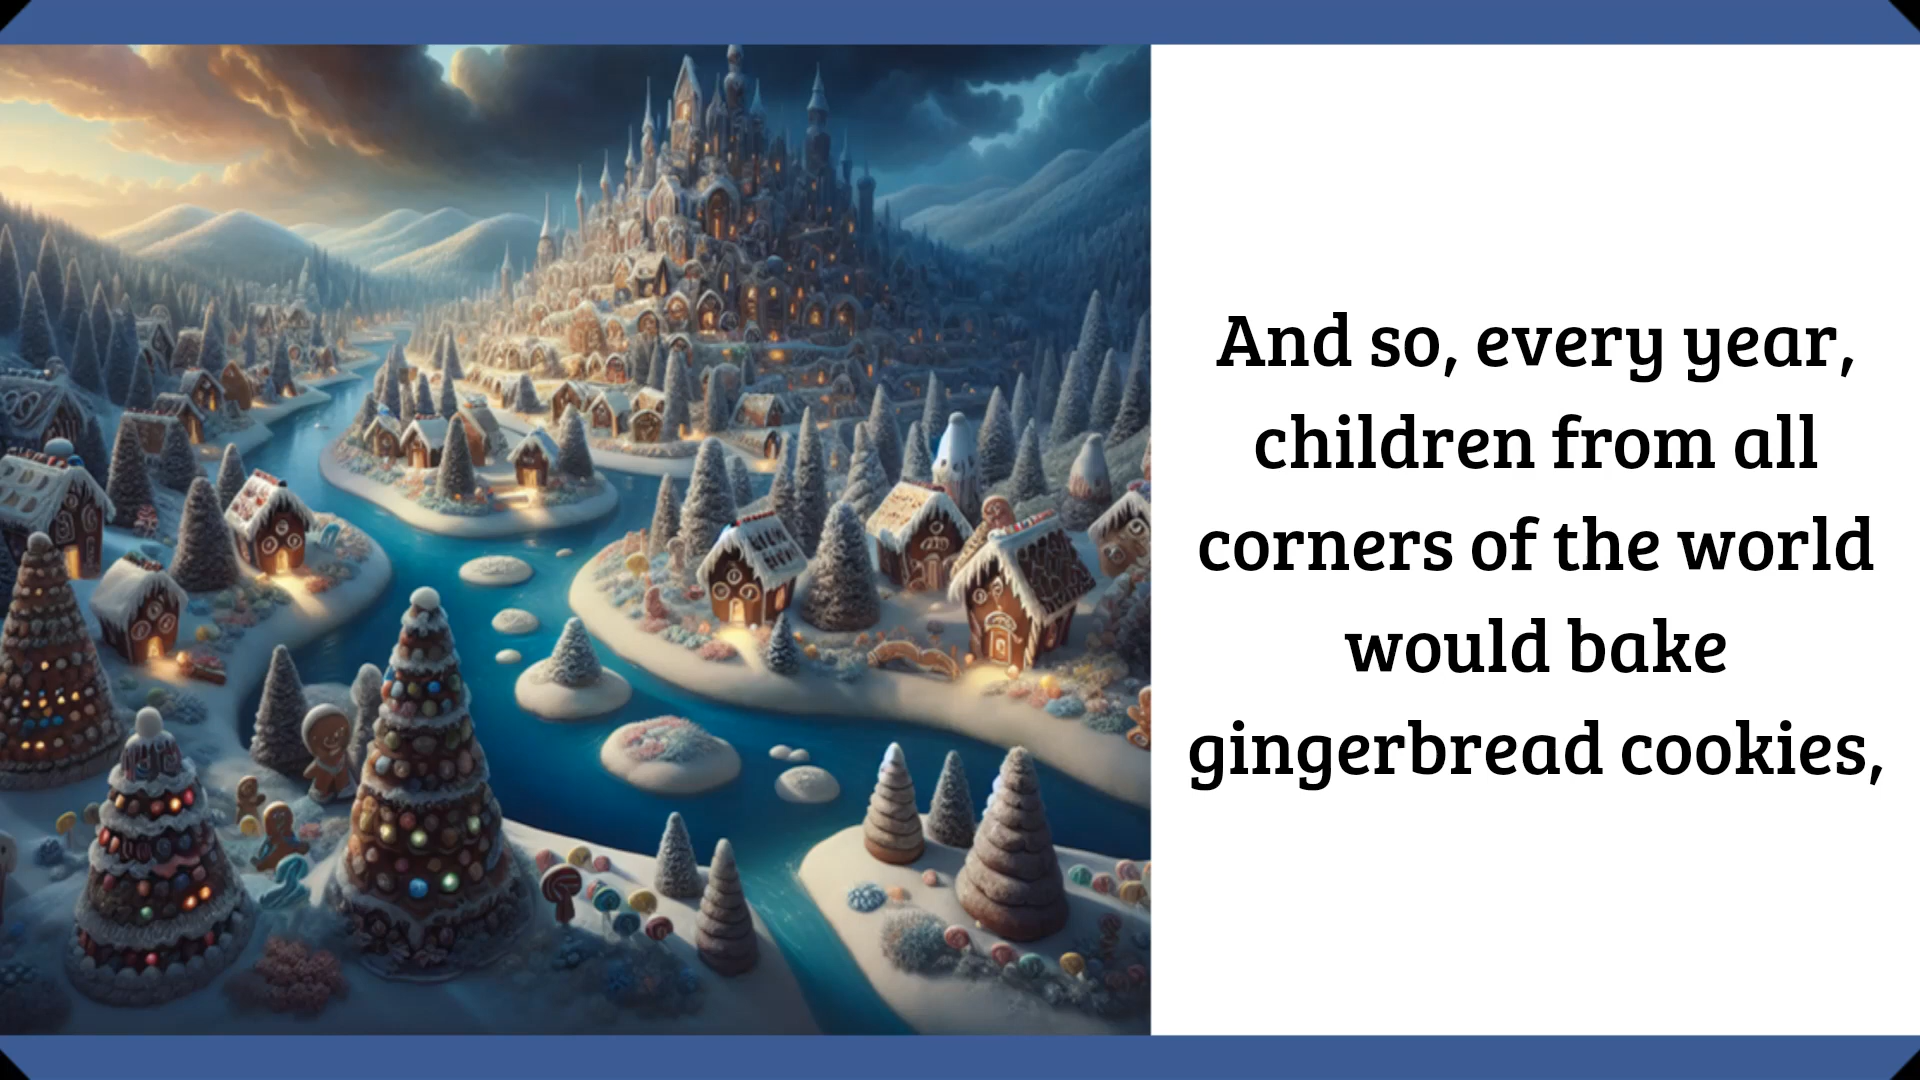 And so, every year,
children from all
corners of the world
would bake
gingerbread cookies,